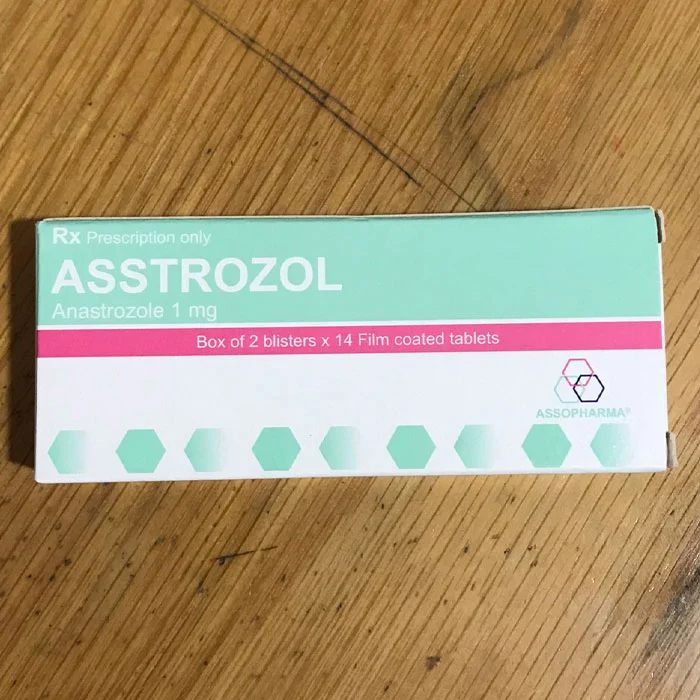 Rx Prescription only
ASSTROZOL
Anastrozole 1 mg
Box of 2 blisters x 14 Film coated tablets
ASSOPHARMA®